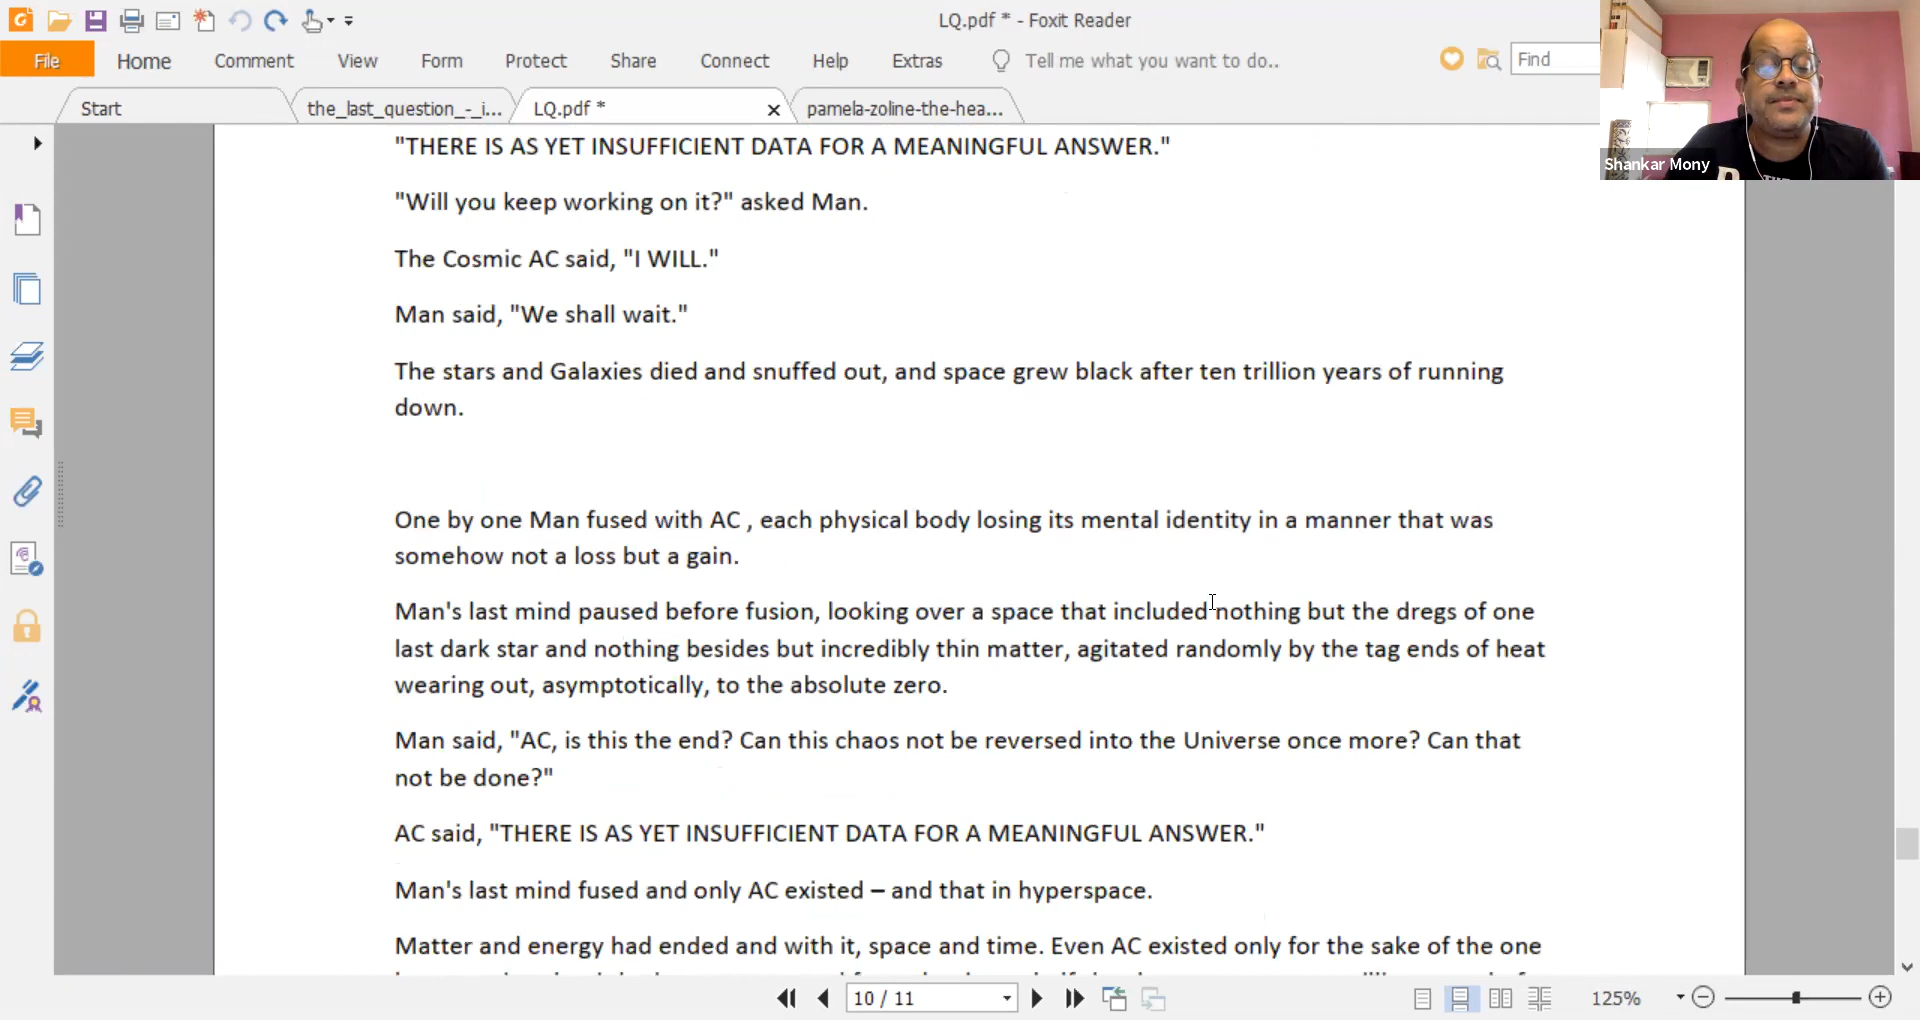 LQ.pdf * - Foxit Reader
File Home Comment View Form Protect Share Connect Help Extras Tell me what you want to do.. Find
Start the_last_question_-_i... LQ.pdf * pamela-zoline-the-hea...
Shankar Mony
"THERE IS AS YET INSUFFICIENT DATA FOR A MEANINGFUL ANSWER."
"Will you keep working on it?" asked Man.
The Cosmic AC said, "I WILL."
Man said, "We shall wait."
The stars and Galaxies died and snuffed out, and space grew black after ten trillion years of running
down.
One by one Man fused with AC , each physical body losing its mental identity in a manner that was
somehow not a loss but a gain.
Man's last mind paused before fusion, looking over a space that included nothing but the dregs of one
last dark star and nothing besides but incredibly thin matter, agitated randomly by the tag ends of heat
wearing out, asymptotically, to the absolute zero.
Man said, "AC, is this the end? Can this chaos not be reversed into the Universe once more? Can that
not be done?"
AC said, "THERE IS AS YET INSUFFICIENT DATA FOR A MEANINGFUL ANSWER."
Man's last mind fused and only AC existed – and that in hyperspace.
Matter and energy had ended and with it, space and time. Even AC existed only for the sake of the one
10 / 11 125%